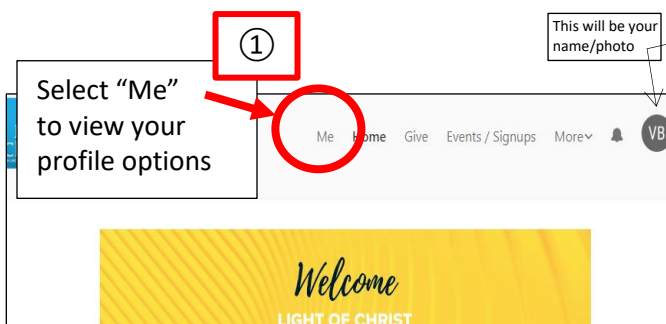 ①
This will be your
name/photo
Select “Me”
to view your
profile options
Me Home Give Events / Signups More VB
Welcome
LIGHT OF CHRIST